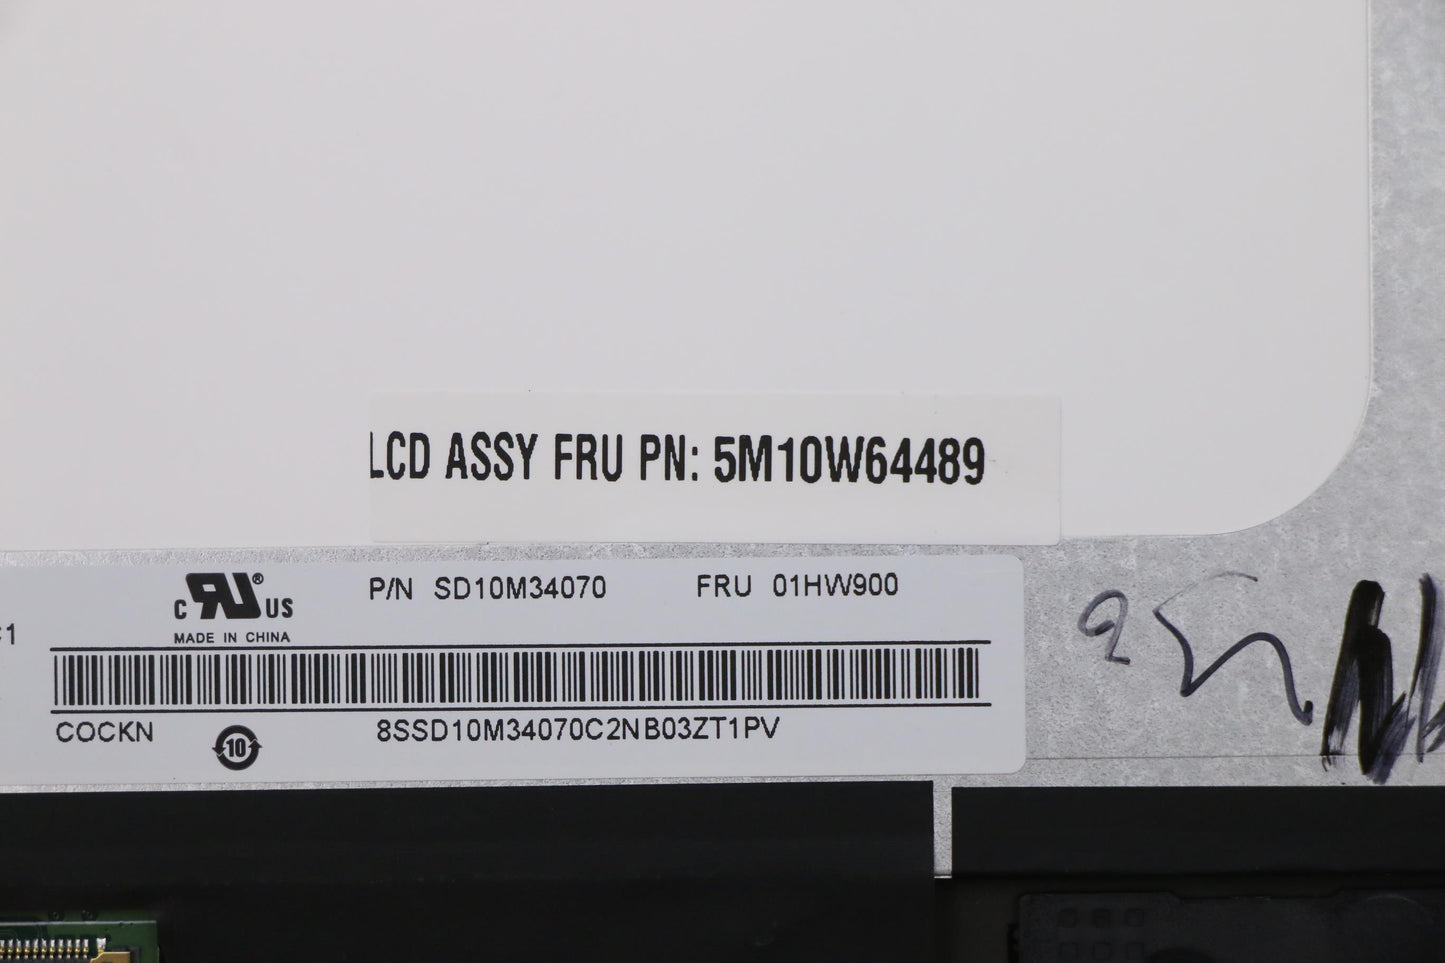 LCD ASSY FRU PN: 5M10W64489
C US ®
P/N SD10M34070 FRU 01HW900
MADE IN CHINA
COCKN
10
8SSD10M34070C2NB03ZT1PV